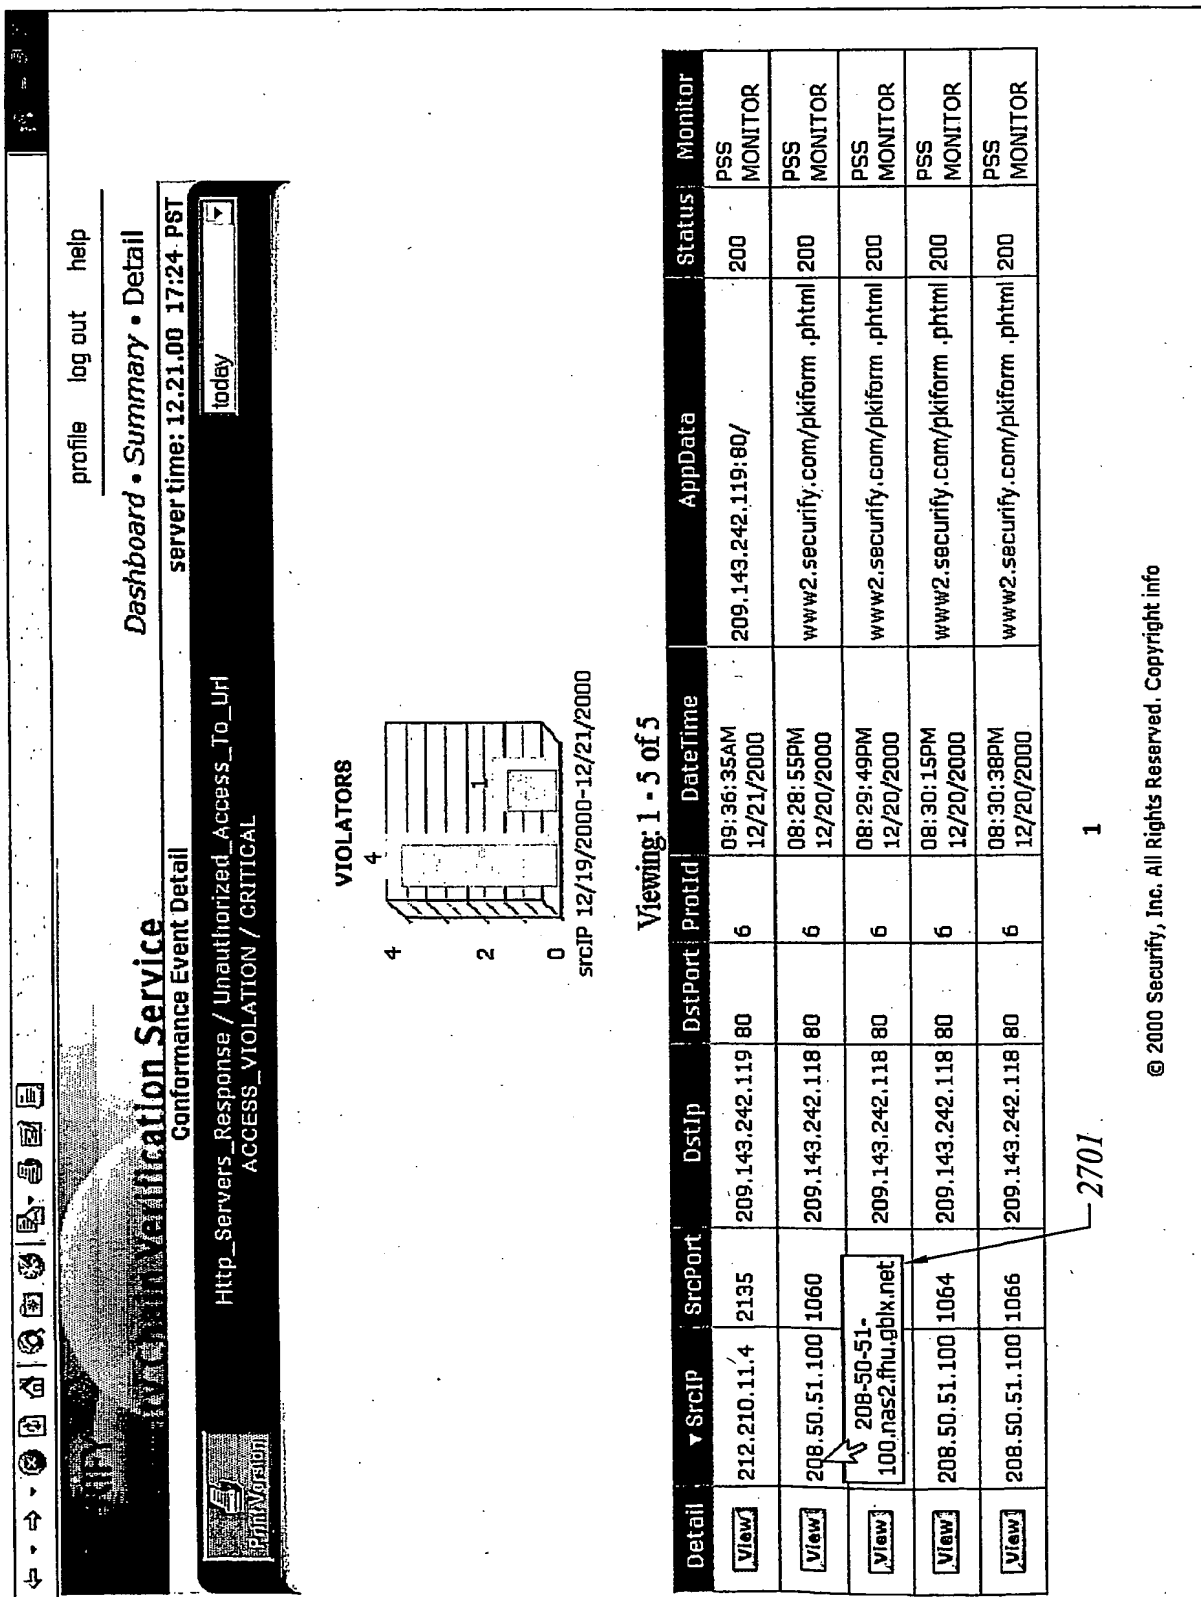 profile log out help
Verification Service
Dashboard • Summary • Detail
Conformance Event Detail
server time: 12.21.00 17:24 PST
Print Version
Http_Servers_Response / Unauthorized_Access_To_Url
ACCESS_VIOLATION / CRITICAL
today
VIOLATORS
4
1
4
2
0
srcIP 12/19/2000-12/21/2000
Viewing: 1 - 5 of 5
Detail ▾ SrcIP SrcPort DstIp DstPort ProtId DateTime AppData Status Monitor
View 212.210.11.4 2135 209.143.242.119 80 6 09:36:35AM 12/21/2000 209.143.242.119:80/ 200 PSS MONITOR
View 208.50.51.100 1060 209.143.242.118 80 6 08:28:55PM 12/20/2000 www2.securify.com/pkiform .phtml 200 PSS MONITOR
View 208-50-51-100.nas2.fhu.gblx.net 209.143.242.118 80 6 08:29:49PM 12/20/2000 www2.securify.com/pkiform .phtml 200 PSS MONITOR
View 208.50.51.100 1064 209.143.242.118 80 6 08:30:15PM 12/20/2000 www2.securify.com/pkiform .phtml 200 PSS MONITOR
View 208.50.51.100 1066 209.143.242.118 80 6 08:30:38PM 12/20/2000 www2.securify.com/pkiform .phtml 200 PSS MONITOR
2701
1
© 2000 Securify, Inc. All Rights Reserved. Copyright info